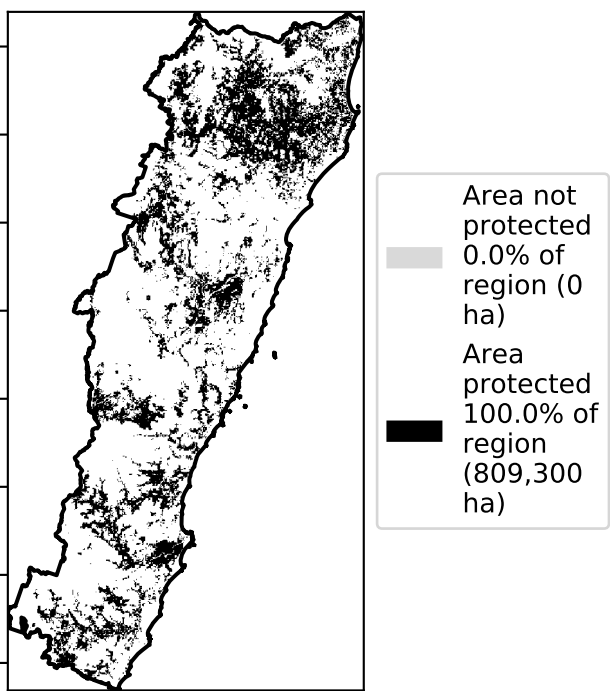 Area not
protected
0.0% of
region (0
ha)
Area
protected
100.0% of
region
(809,300
ha)